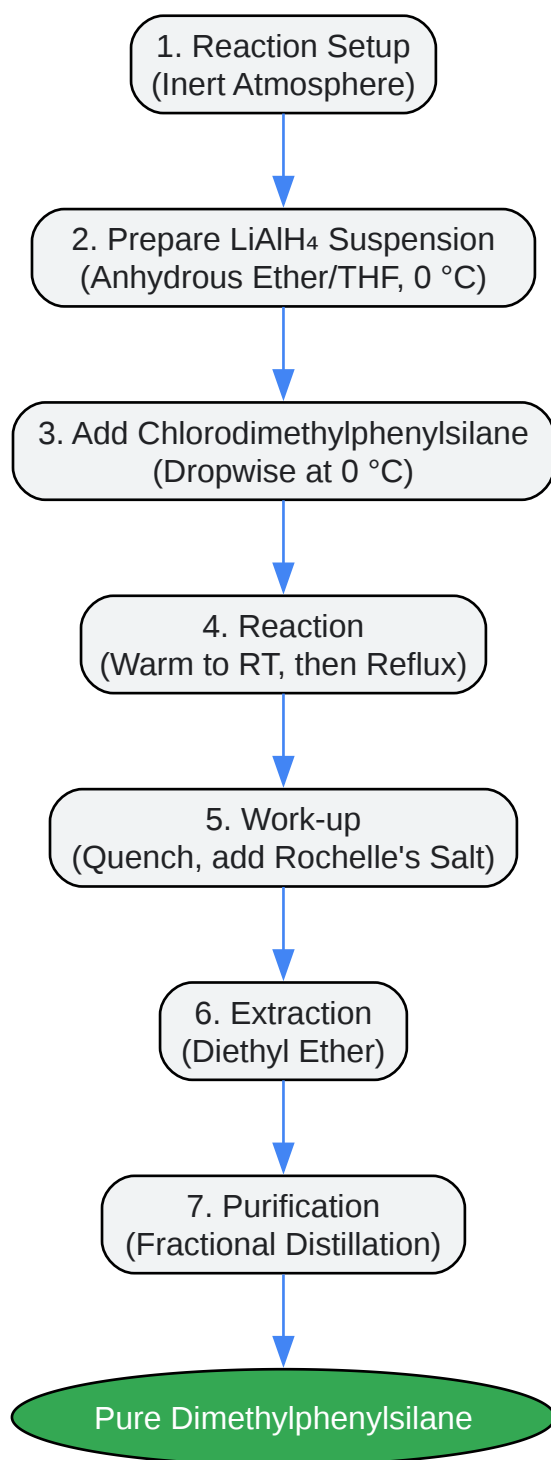 1. Reaction Setup
(Inert Atmosphere)
2. Prepare LiAlH₄ Suspension
(Anhydrous Ether/THF, 0 °C)
3. Add Chlorodimethylphenylsilane
(Dropwise at 0 °C)
4. Reaction
(Warm to RT, then Reflux)
5. Work-up
(Quench, add Rochelle's Salt)
6. Extraction
(Diethyl Ether)
7. Purification
(Fractional Distillation)
Pure Dimethylphenylsilane